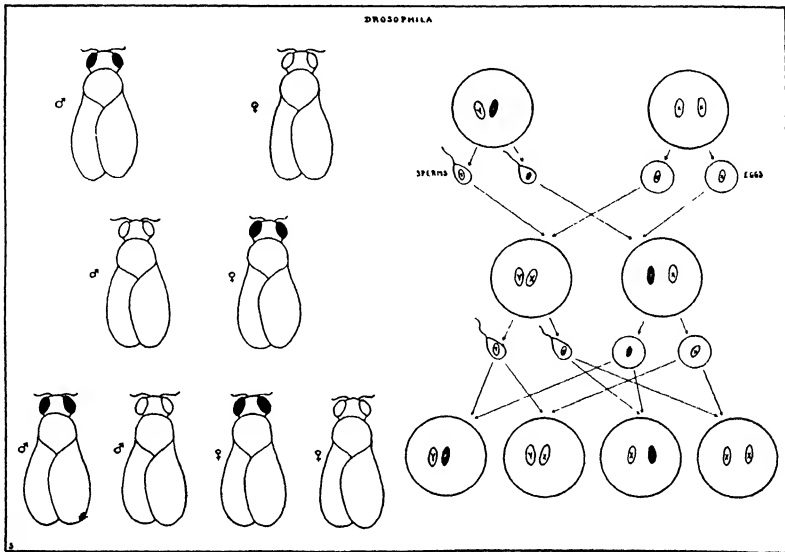 DROSOPHILA
♂ ♀
Y X X
SPERMS EGGS
♂ ♀
Y X X
♂ ♂ ♀ ♀
Y Y X X X X